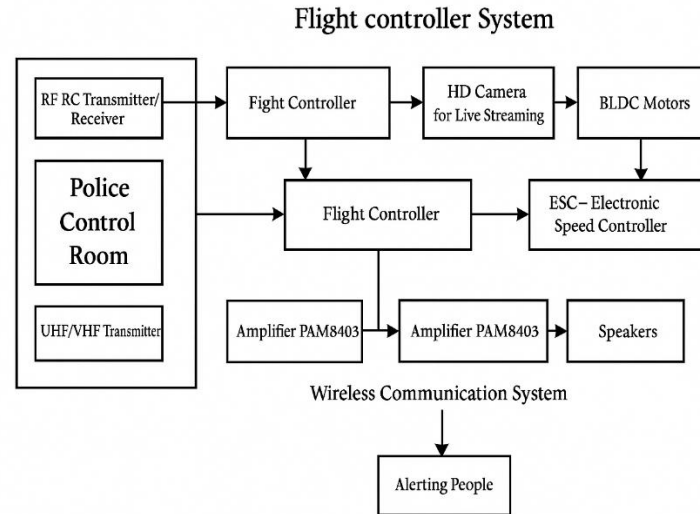 Flight controller System
RF RC Transmitter/
Receiver
Fight Controller
HD Camera
for Live Streaming
BLDC Motors
Police
Control
Room
Flight Controller
ESC–Electronic
Speed Controller
UHF/VHF Transmitter
Amplifier PAM8403
Amplifier PAM8403
Speakers
Wireless Communication System
Alerting People